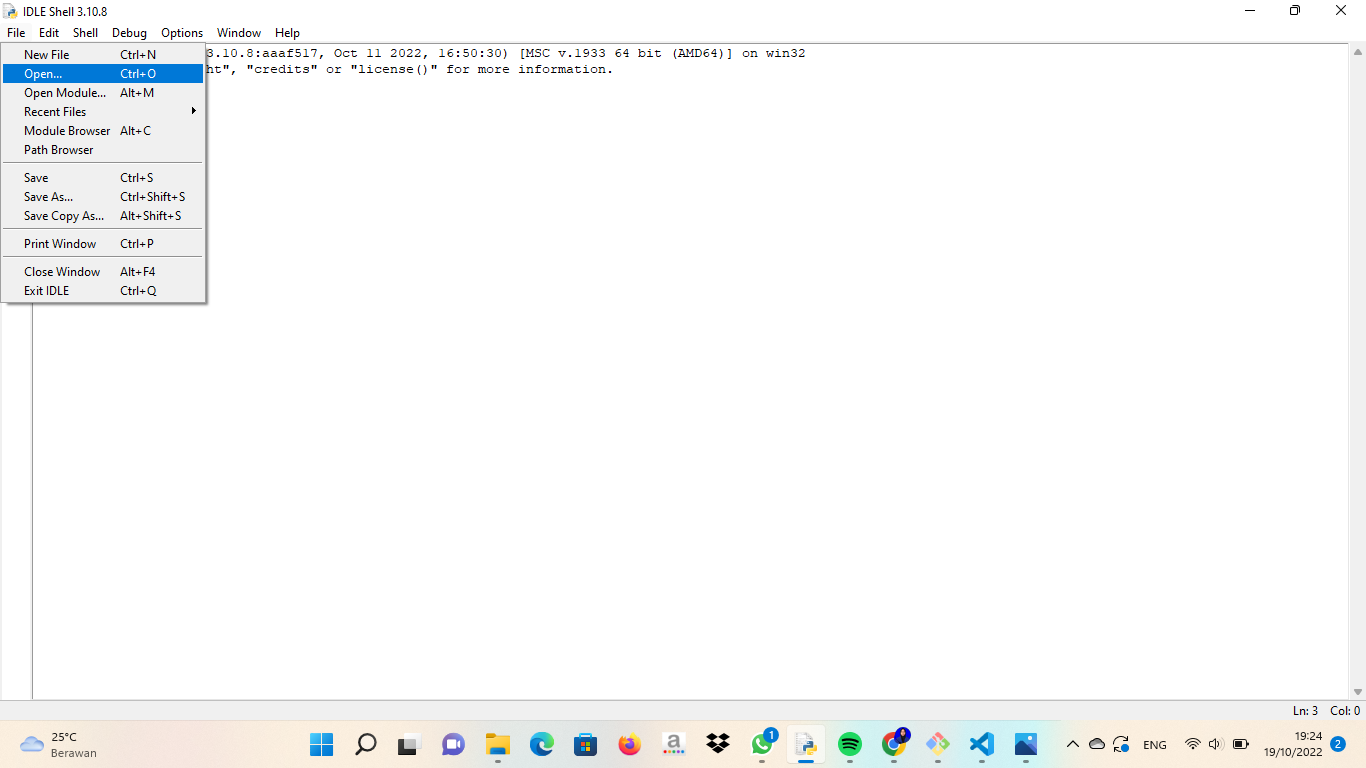 IDLE Shell 3.10.8
File Edit Shell Debug Options Window Help
New File Ctrl+N
Open... Ctrl+O
Open Module... Alt+M
Recent Files
Module Browser Alt+C
Path Browser
Save Ctrl+S
Save As... Ctrl+Shift+S
Save Copy As... Alt+Shift+S
Print Window Ctrl+P
Close Window Alt+F4
Exit IDLE Ctrl+Q
3.10.8:aaaf517, Oct 11 2022, 16:50:30) [MSC v.1933 64 bit (AMD64)] on win32
ht", "credits" or "license()" for more information.
Ln: 3 Col: 0
25°C
Berawan
a
1
ENG
19:24
19/10/2022
2